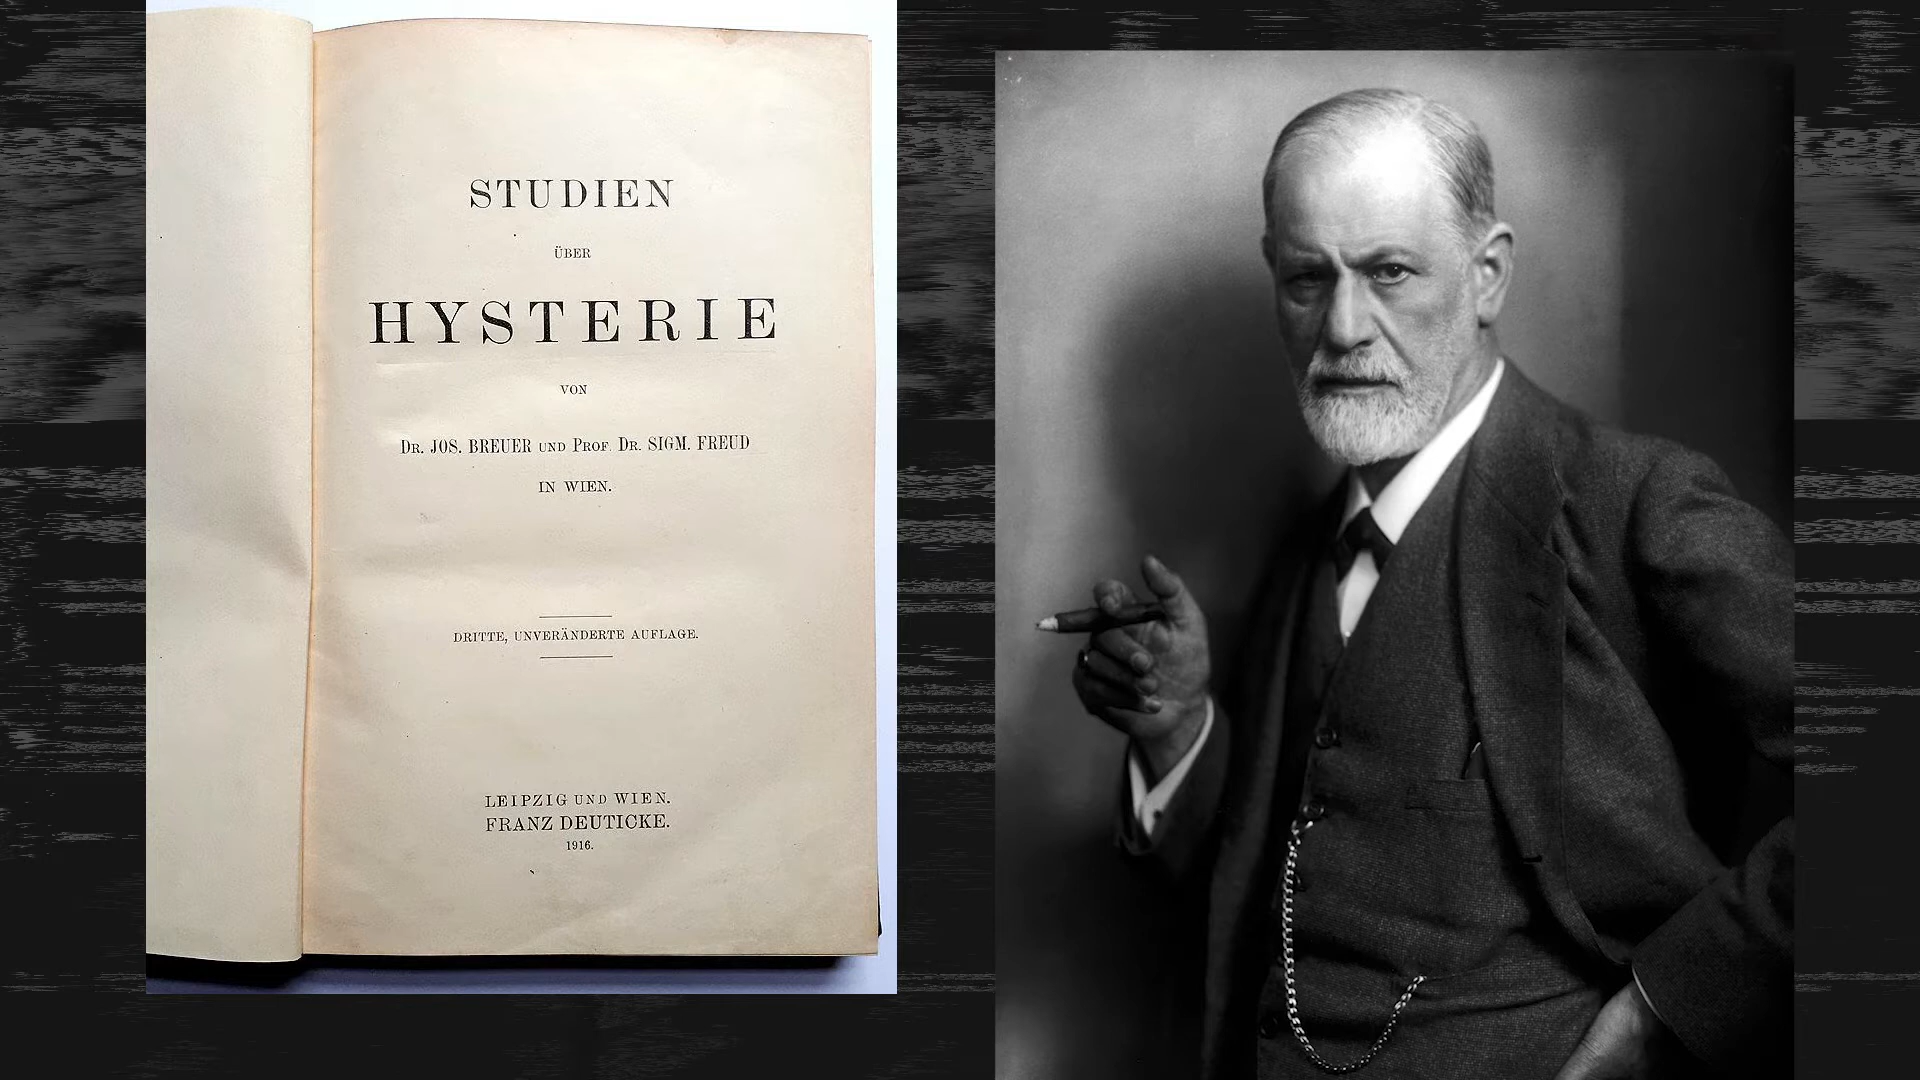 STUDIEN
ÜBER
HYSTERIE
VON
DR. JOS. BREUER UND PROF. DR. SIGM. FREUD
IN WIEN.
DRITTE, UNVERÄNDERTE AUFLAGE.
LEIPZIG UND WIEN.
FRANZ DEUTICKE.
1916.